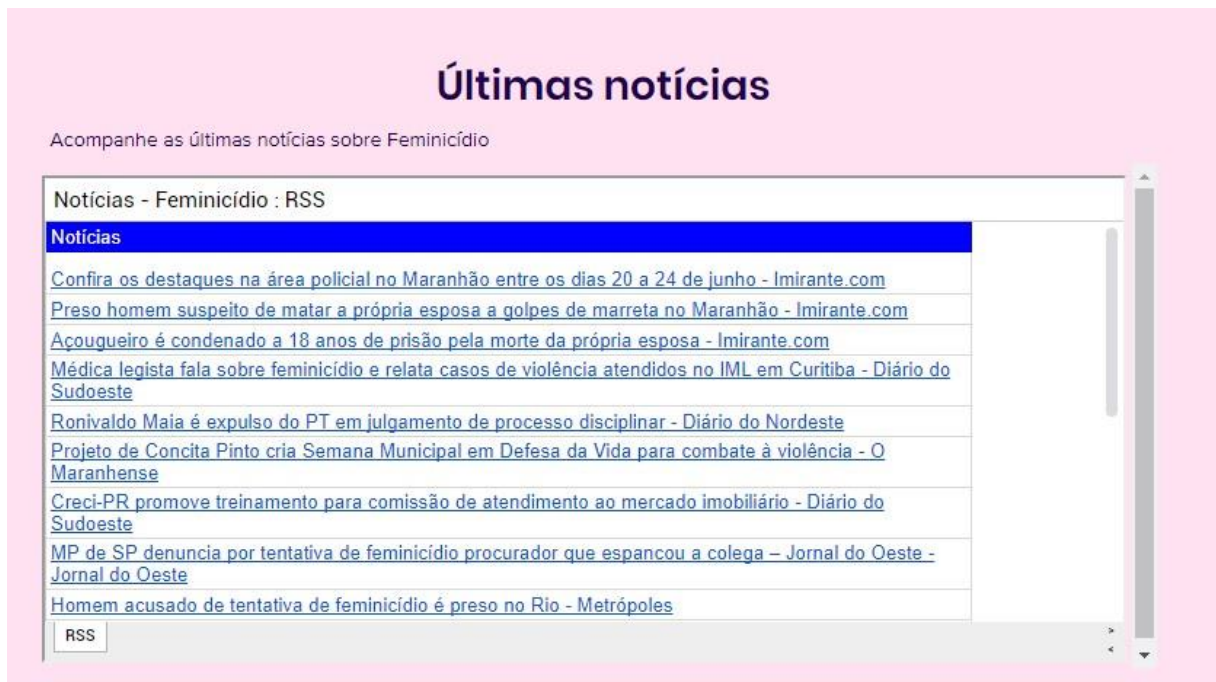 Últimas notícias
Acompanhe as últimas notícias sobre Feminicídio
Notícias - Feminicídio : RSS
Notícias
Confira os destaques na área policial no Maranhão entre os dias 20 a 24 de junho - Imirante.com
Preso homem suspeito de matar a própria esposa a golpes de marreta no Maranhão - Imirante.com
Açougueiro é condenado a 18 anos de prisão pela morte da própria esposa - Imirante.com
Médica legista fala sobre feminicídio e relata casos de violência atendidos no IML em Curitiba - Diário do
Sudoeste
Ronivaldo Maia é expulso do PT em julgamento de processo disciplinar - Diário do Nordeste
Projeto de Concita Pinto cria Semana Municipal em Defesa da Vida para combate à violência - O
Maranhense
Creci-PR promove treinamento para comissão de atendimento ao mercado imobiliário - Diário do
Sudoeste
MP de SP denuncia por tentativa de feminicídio procurador que espancou a colega – Jornal do Oeste -
Jornal do Oeste
Homem acusado de tentativa de feminicídio é preso no Rio - Metrópoles
RSS